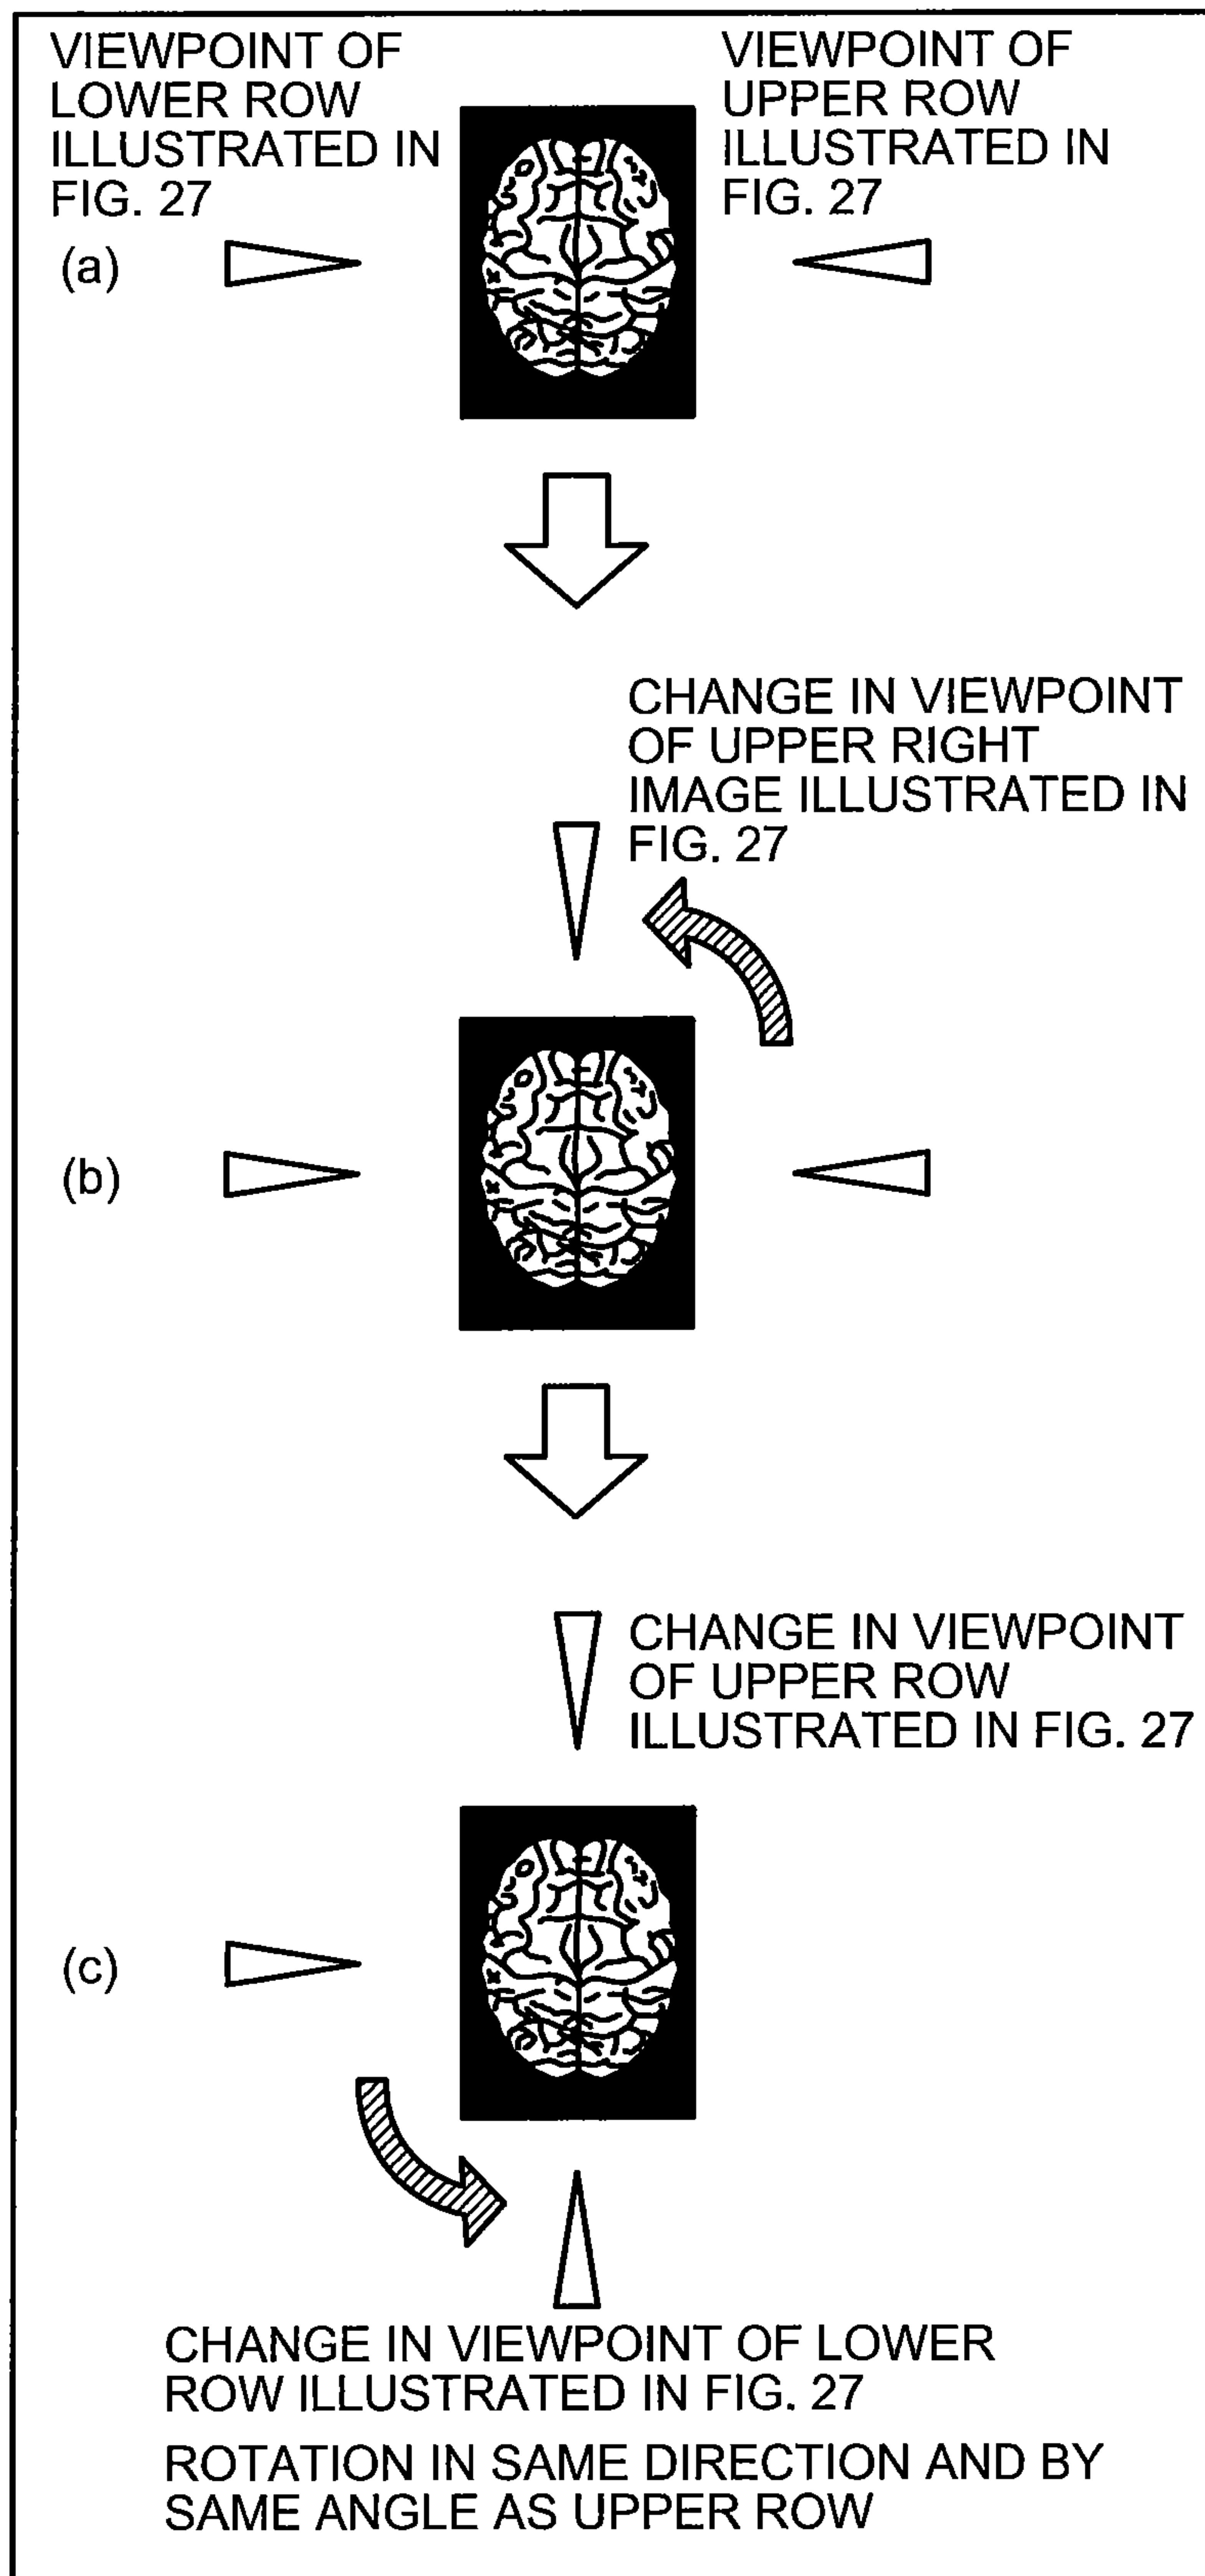 VIEWPOINT OF
LOWER ROW
ILLUSTRATED IN
FIG. 27
VIEWPOINT OF
UPPER ROW
ILLUSTRATED IN
FIG. 27
(a)
CHANGE IN VIEWPOINT
OF UPPER RIGHT
IMAGE ILLUSTRATED IN
FIG. 27
(b)
CHANGE IN VIEWPOINT
OF UPPER ROW
ILLUSTRATED IN FIG. 27
(c)
CHANGE IN VIEWPOINT OF LOWER
ROW ILLUSTRATED IN FIG. 27
ROTATION IN SAME DIRECTION AND BY
SAME ANGLE AS UPPER ROW